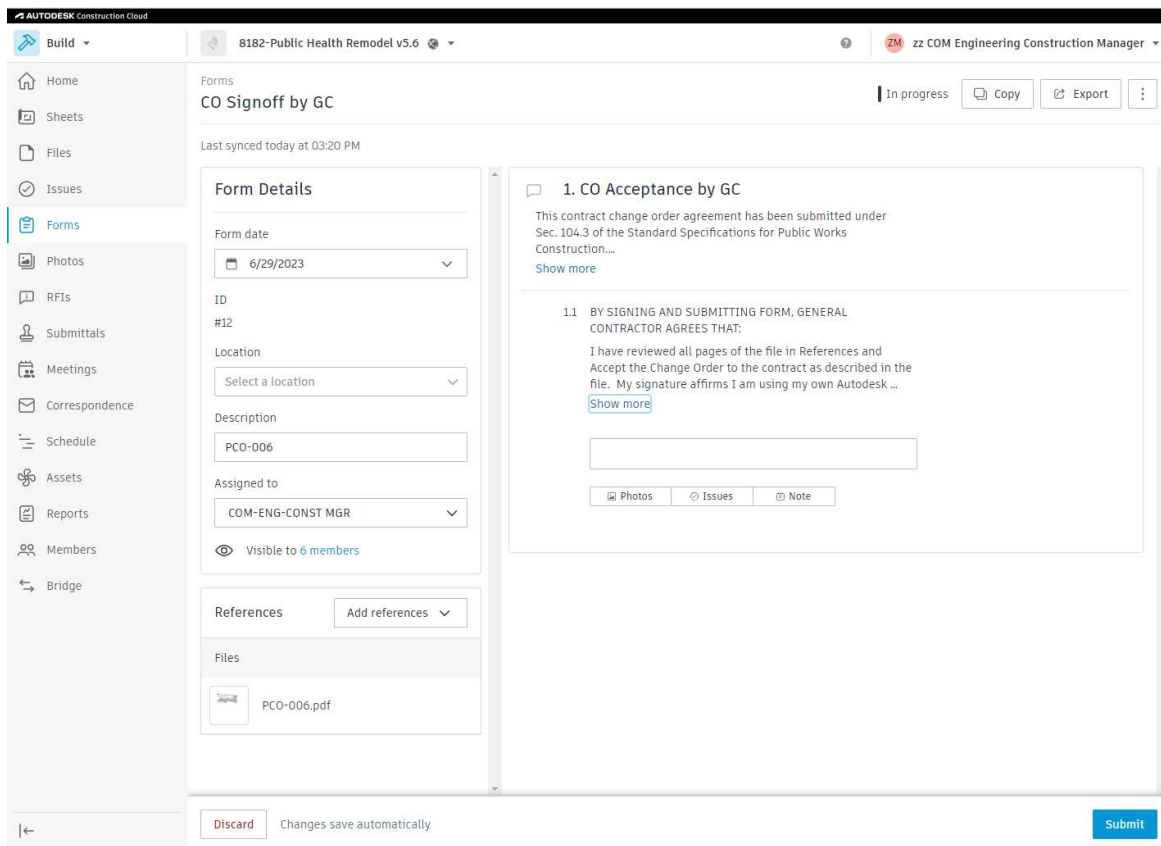 AUTODESK Construction Cloud
Build
8182-Public Health Remodel v5.6
ZM zz COM Engineering Construction Manager
Home
Sheets
Files
Issues
Forms
Photos
RFIs
Submittals
Meetings
Correspondence
Schedule
Assets
Reports
Members
Bridge
Forms
CO Signoff by GC
In progress
Copy
Export
Last synced today at 03:20 PM
Form Details
Form date
6/29/2023
ID
#12
Location
Select a location
Description
PCO-006
Assigned to
COM-ENG-CONST MGR
Visible to 6 members
References
Add references
Files
PCO-006.pdf
1. CO Acceptance by GC
This contract change order agreement has been submitted under
Sec. 104.3 of the Standard Specifications for Public Works
Construction....
Show more
1.1 BY SIGNING AND SUBMITTING FORM, GENERAL
CONTRACTOR AGREES THAT:
I have reviewed all pages of the file in References and
Accept the Change Order to the contract as described in the
file. My signature affirms I am using my own Autodesk ...
Show more
Photos
Issues
Note
Discard
Changes save automatically
Submit